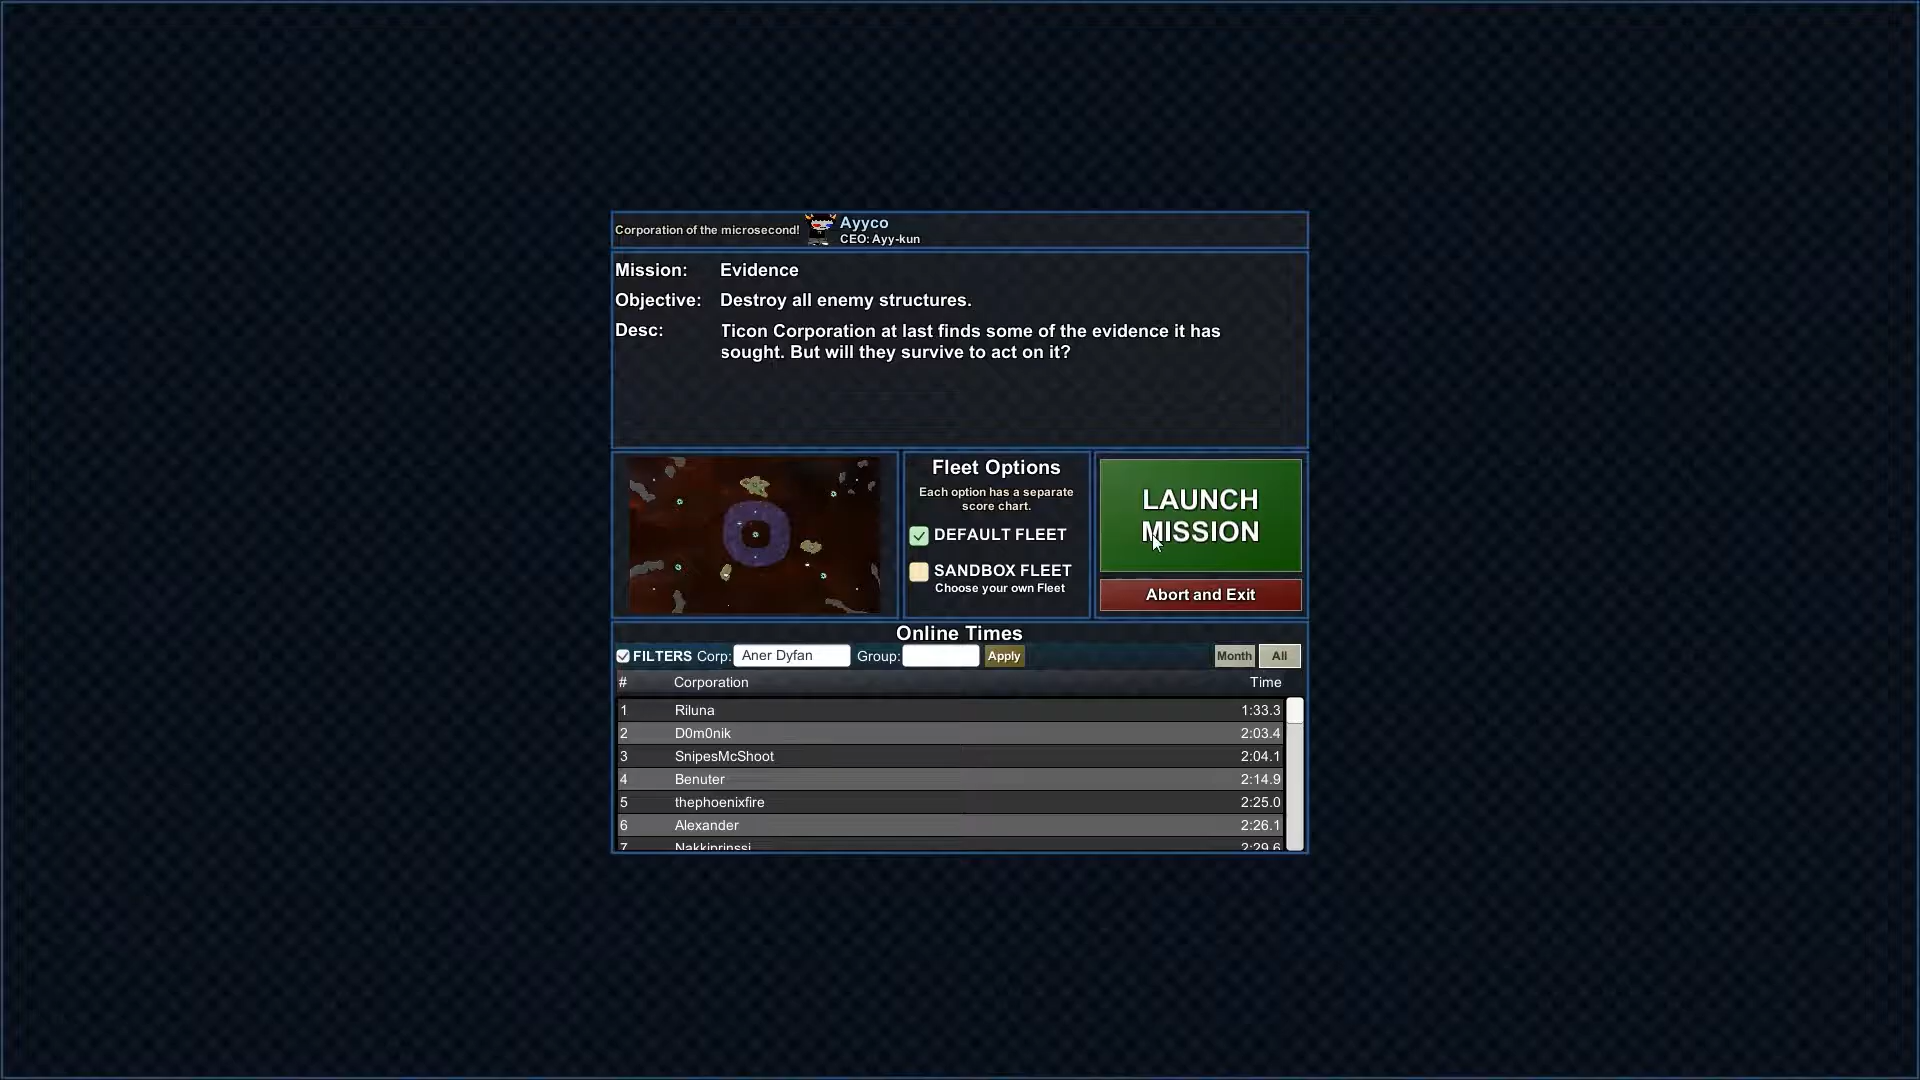 Corporation of the microsecond!
Ayyco
CEO: Ayy-kun
Mission: Evidence
Objective: Destroy all enemy structures.
Desc: Ticon Corporation at last finds some of the evidence it has
sought. But will they survive to act on it?
Fleet Options
Each option has a separate
score chart.
DEFAULT FLEET
SANDBOX FLEET
Choose your own Fleet
LAUNCH
MISSION
Abort and Exit
Online Times
FILTERS Corp: Aner Dyfan Group: Apply Month All
# Corporation Time
1 Riluna 1:33.3
2 D0m0nik 2:03.4
3 SnipesMcShoot 2:04.1
4 Benuter 2:14.9
5 thephoenixfire 2:25.0
6 Alexander 2:26.1
7 Nakkiprinssi 2:29.6